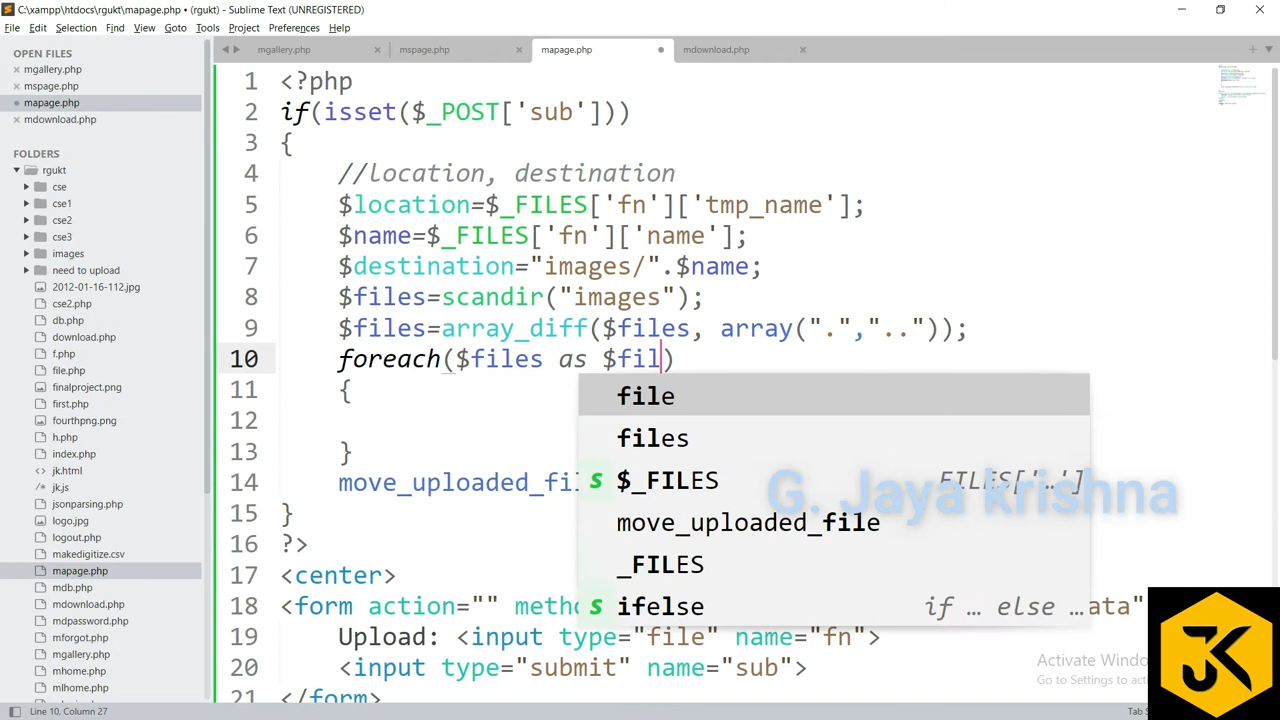 C:\xampp\htdocs\rgukt\mapage.php • (rgukt) - Sublime Text (UNREGISTERED)
File Edit Selection Find View Goto Tools Project Preferences Help
OPEN FILES
mgallery.php
mspage.php
mapage.php
mdownload.php
FOLDERS
rgukt
cse
cse1
cse2
cse3
images
need to upload
2012-01-16-112.jpg
cse2.php
db.php
download.php
f.php
file.php
finalproject.png
first.php
fourthpng.png
h.php
index.php
jk.html
jk.js
jsonparsing.php
logo.jpg
logout.php
makedigitize.csv
mapage.php
mdb.php
mdownload.php
mdpassword.php
mforgot.php
mgallery.php
mhome.php
mlhome.php
mgallery.php mspage.php mapage.php mdownload.php
1 <?php
2 if(isset($_POST['sub']))
3 {
4 //location, destination
5 $location=$_FILES['fn']['tmp_name'];
6 $name=$_FILES['fn']['name'];
7 $destination="images/".$name;
8 $files=scandir("images");
9 $files=array_diff($files, array(".",".."));
10 foreach($files as $fil)
11 {
12
13 }
14 move_uploaded_fil
15 }
16 ?>
17 <center>
18 <form action="" metho ata"
19 Upload: <input type="file" name="fn">
20 <input type="submit" name="sub">
21 </form>
file
files
$_FILES FILES['…']
move_uploaded_file
_FILES
ifelse if … else …
G. Jaya krishna
JK
Activate Windo
Go to Settings to act
Line 10, Column 27
Tab S